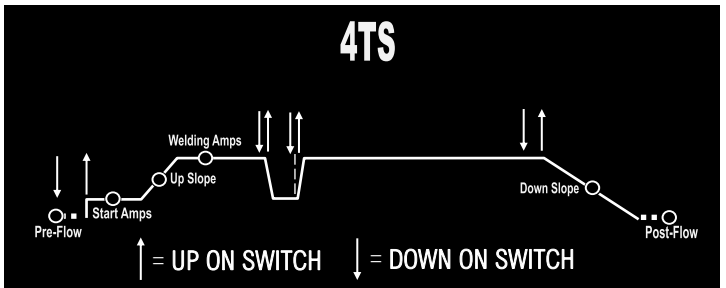 4TS
Welding Amps
Up Slope
Start Amps
Pre-Flow
Down Slope
Post-Flow
= UP ON SWITCH
= DOWN ON SWITCH